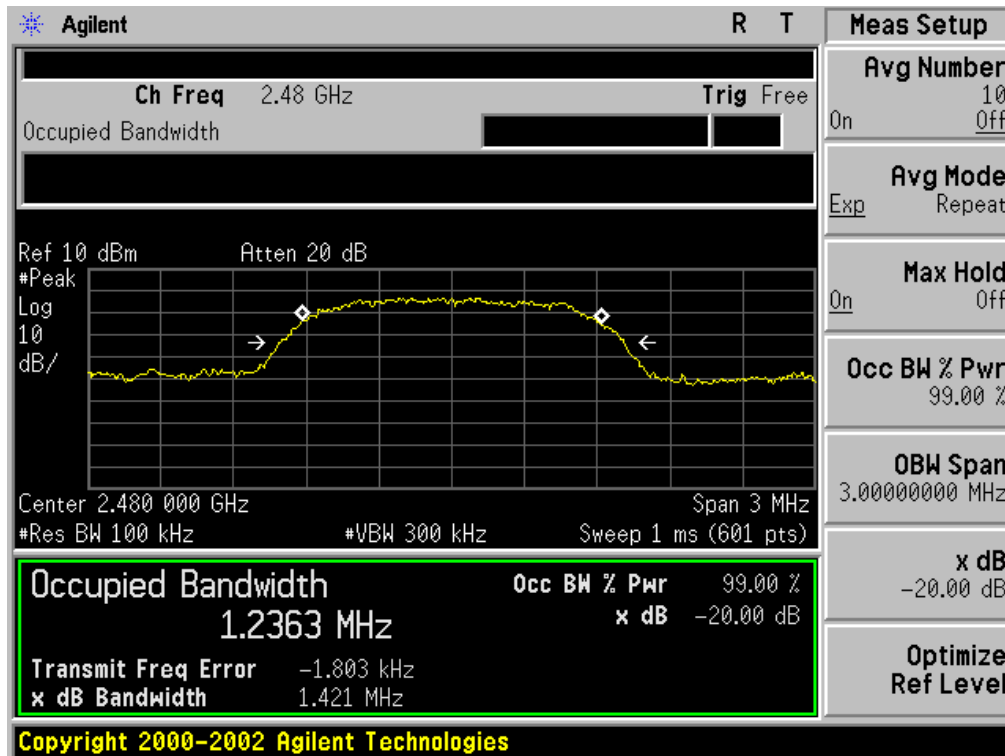 Agilent R T
Ch Freq 2.48 GHz Trig Free
Occupied Bandwidth
Ref 10 dBm Atten 20 dB
#Peak
Log
10
dB/
Center 2.480 000 GHz Span 3 MHz
#Res BW 100 kHz #VBW 300 kHz Sweep 1 ms (601 pts)
Occupied Bandwidth
1.2363 MHz
Occ BW % Pwr 99.00 %
x dB -20.00 dB
Transmit Freq Error -1.803 kHz
x dB Bandwidth 1.421 MHz
Copyright 2000-2002 Agilent Technologies
Meas Setup
Avg Number
10
On Off
Avg Mode
Exp Repeat
Max Hold
On Off
Occ BW % Pwr
99.00 %
OBW Span
3.00000000 MHz
x dB
-20.00 dB
Optimize
Ref Level